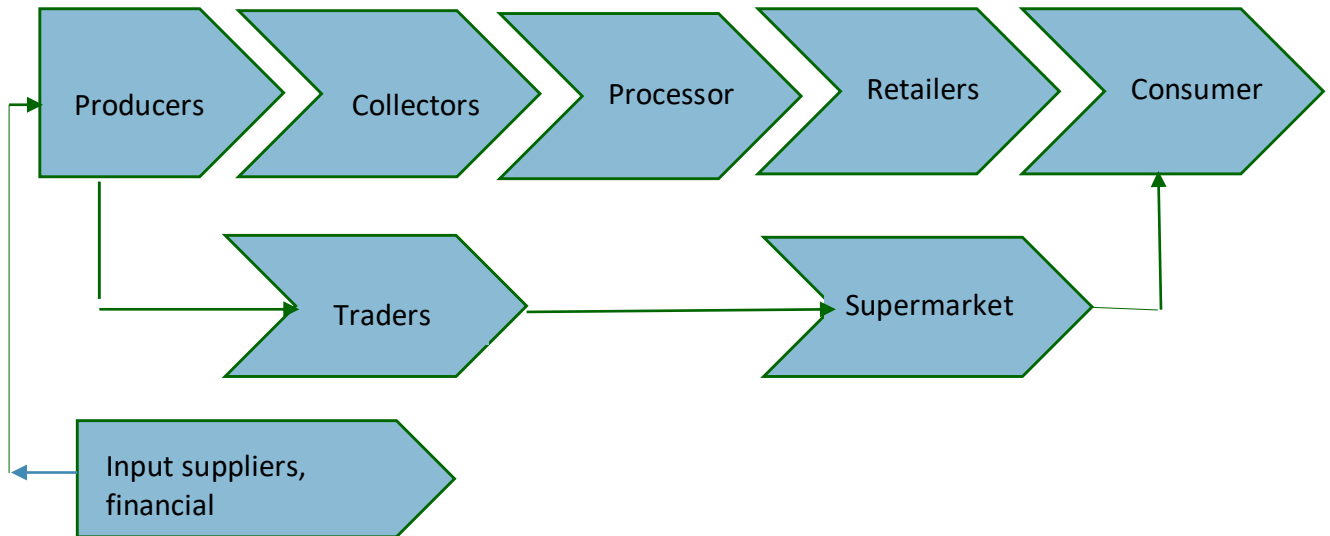 Producers
Collectors
Processor
Retailers
Consumer
Traders
Supermarket
Input suppliers,
financial